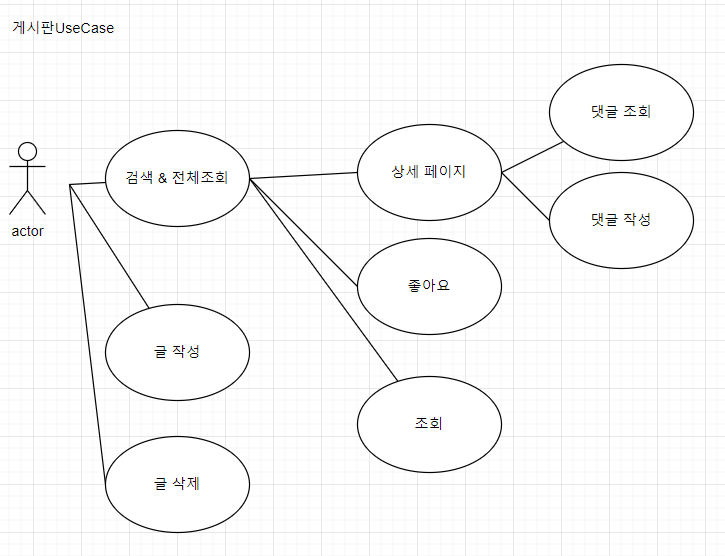 게시판UseCase
댓글 조회
검색 & 전체조회
상세 페이지
댓글 작성
actor
좋아요
글 작성
조회
글 삭제